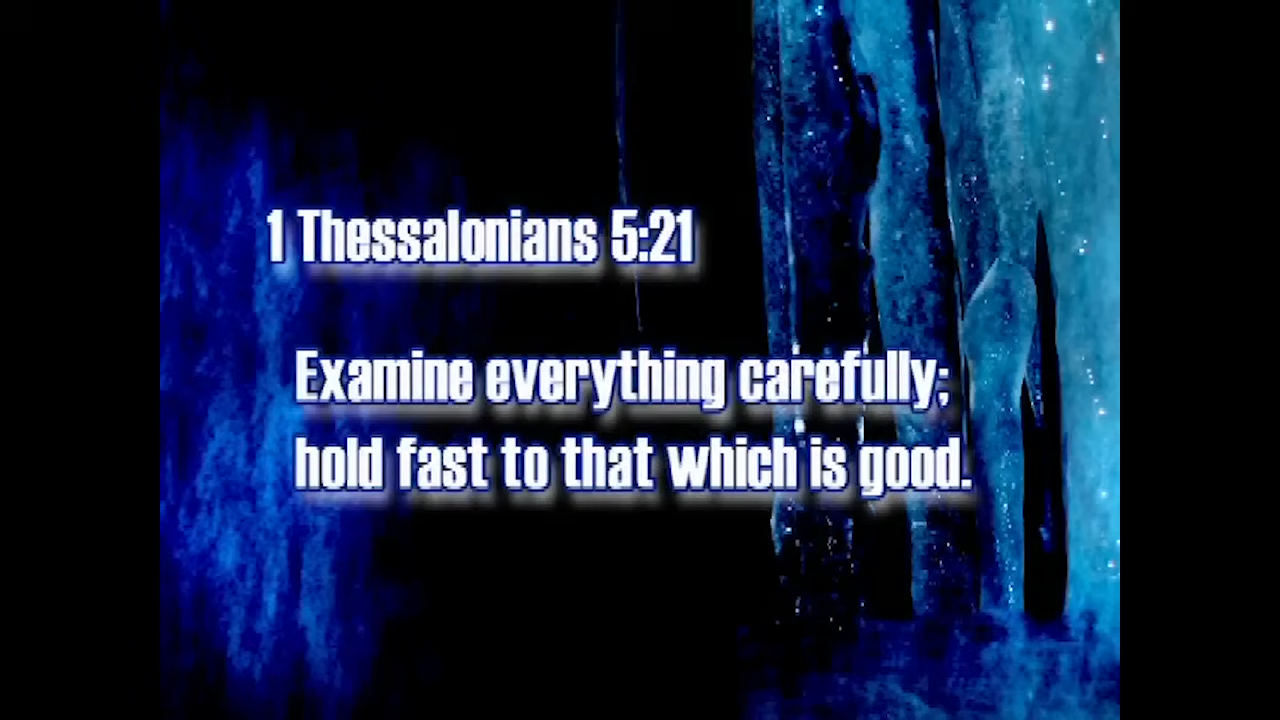 1 Thessalonians 5:21
Examine everything carefully;
hold fast to that which is good.